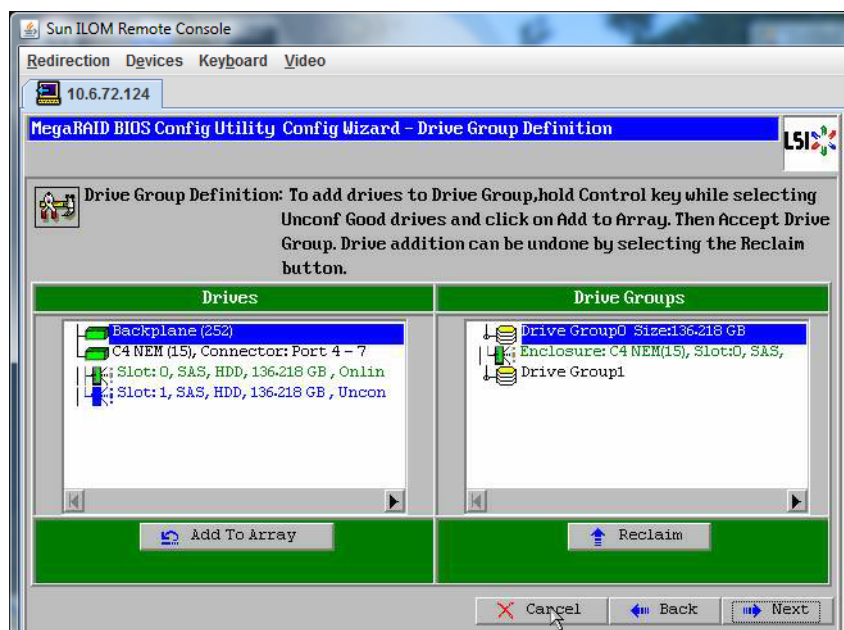 Sun ILOM Remote Console
Redirection Devices Keyboard Video
10.6.72.124
MegaRAID BIOS Config Utility Config Wizard – Drive Group Definition
LSI
Drive Group Definition: To add drives to Drive Group,hold Control key while selecting
Unconf Good drives and click on Add to Array. Then Accept Drive
Group. Drive addition can be undone by selecting the Reclaim
button.
Drives
Backplane (252)
C4 NEM (15), Connector: Port 4 – 7
Slot: 0, SAS, HDD, 136.218 GB , Onlin
Slot: 1, SAS, HDD, 136.218 GB , Uncon
Add To Array
Drive Groups
Drive Group0 Size:136.218 GB
Enclosure: C4 NEM(15), Slot:0, SAS,
Drive Group1
Reclaim
Cancel Back Next